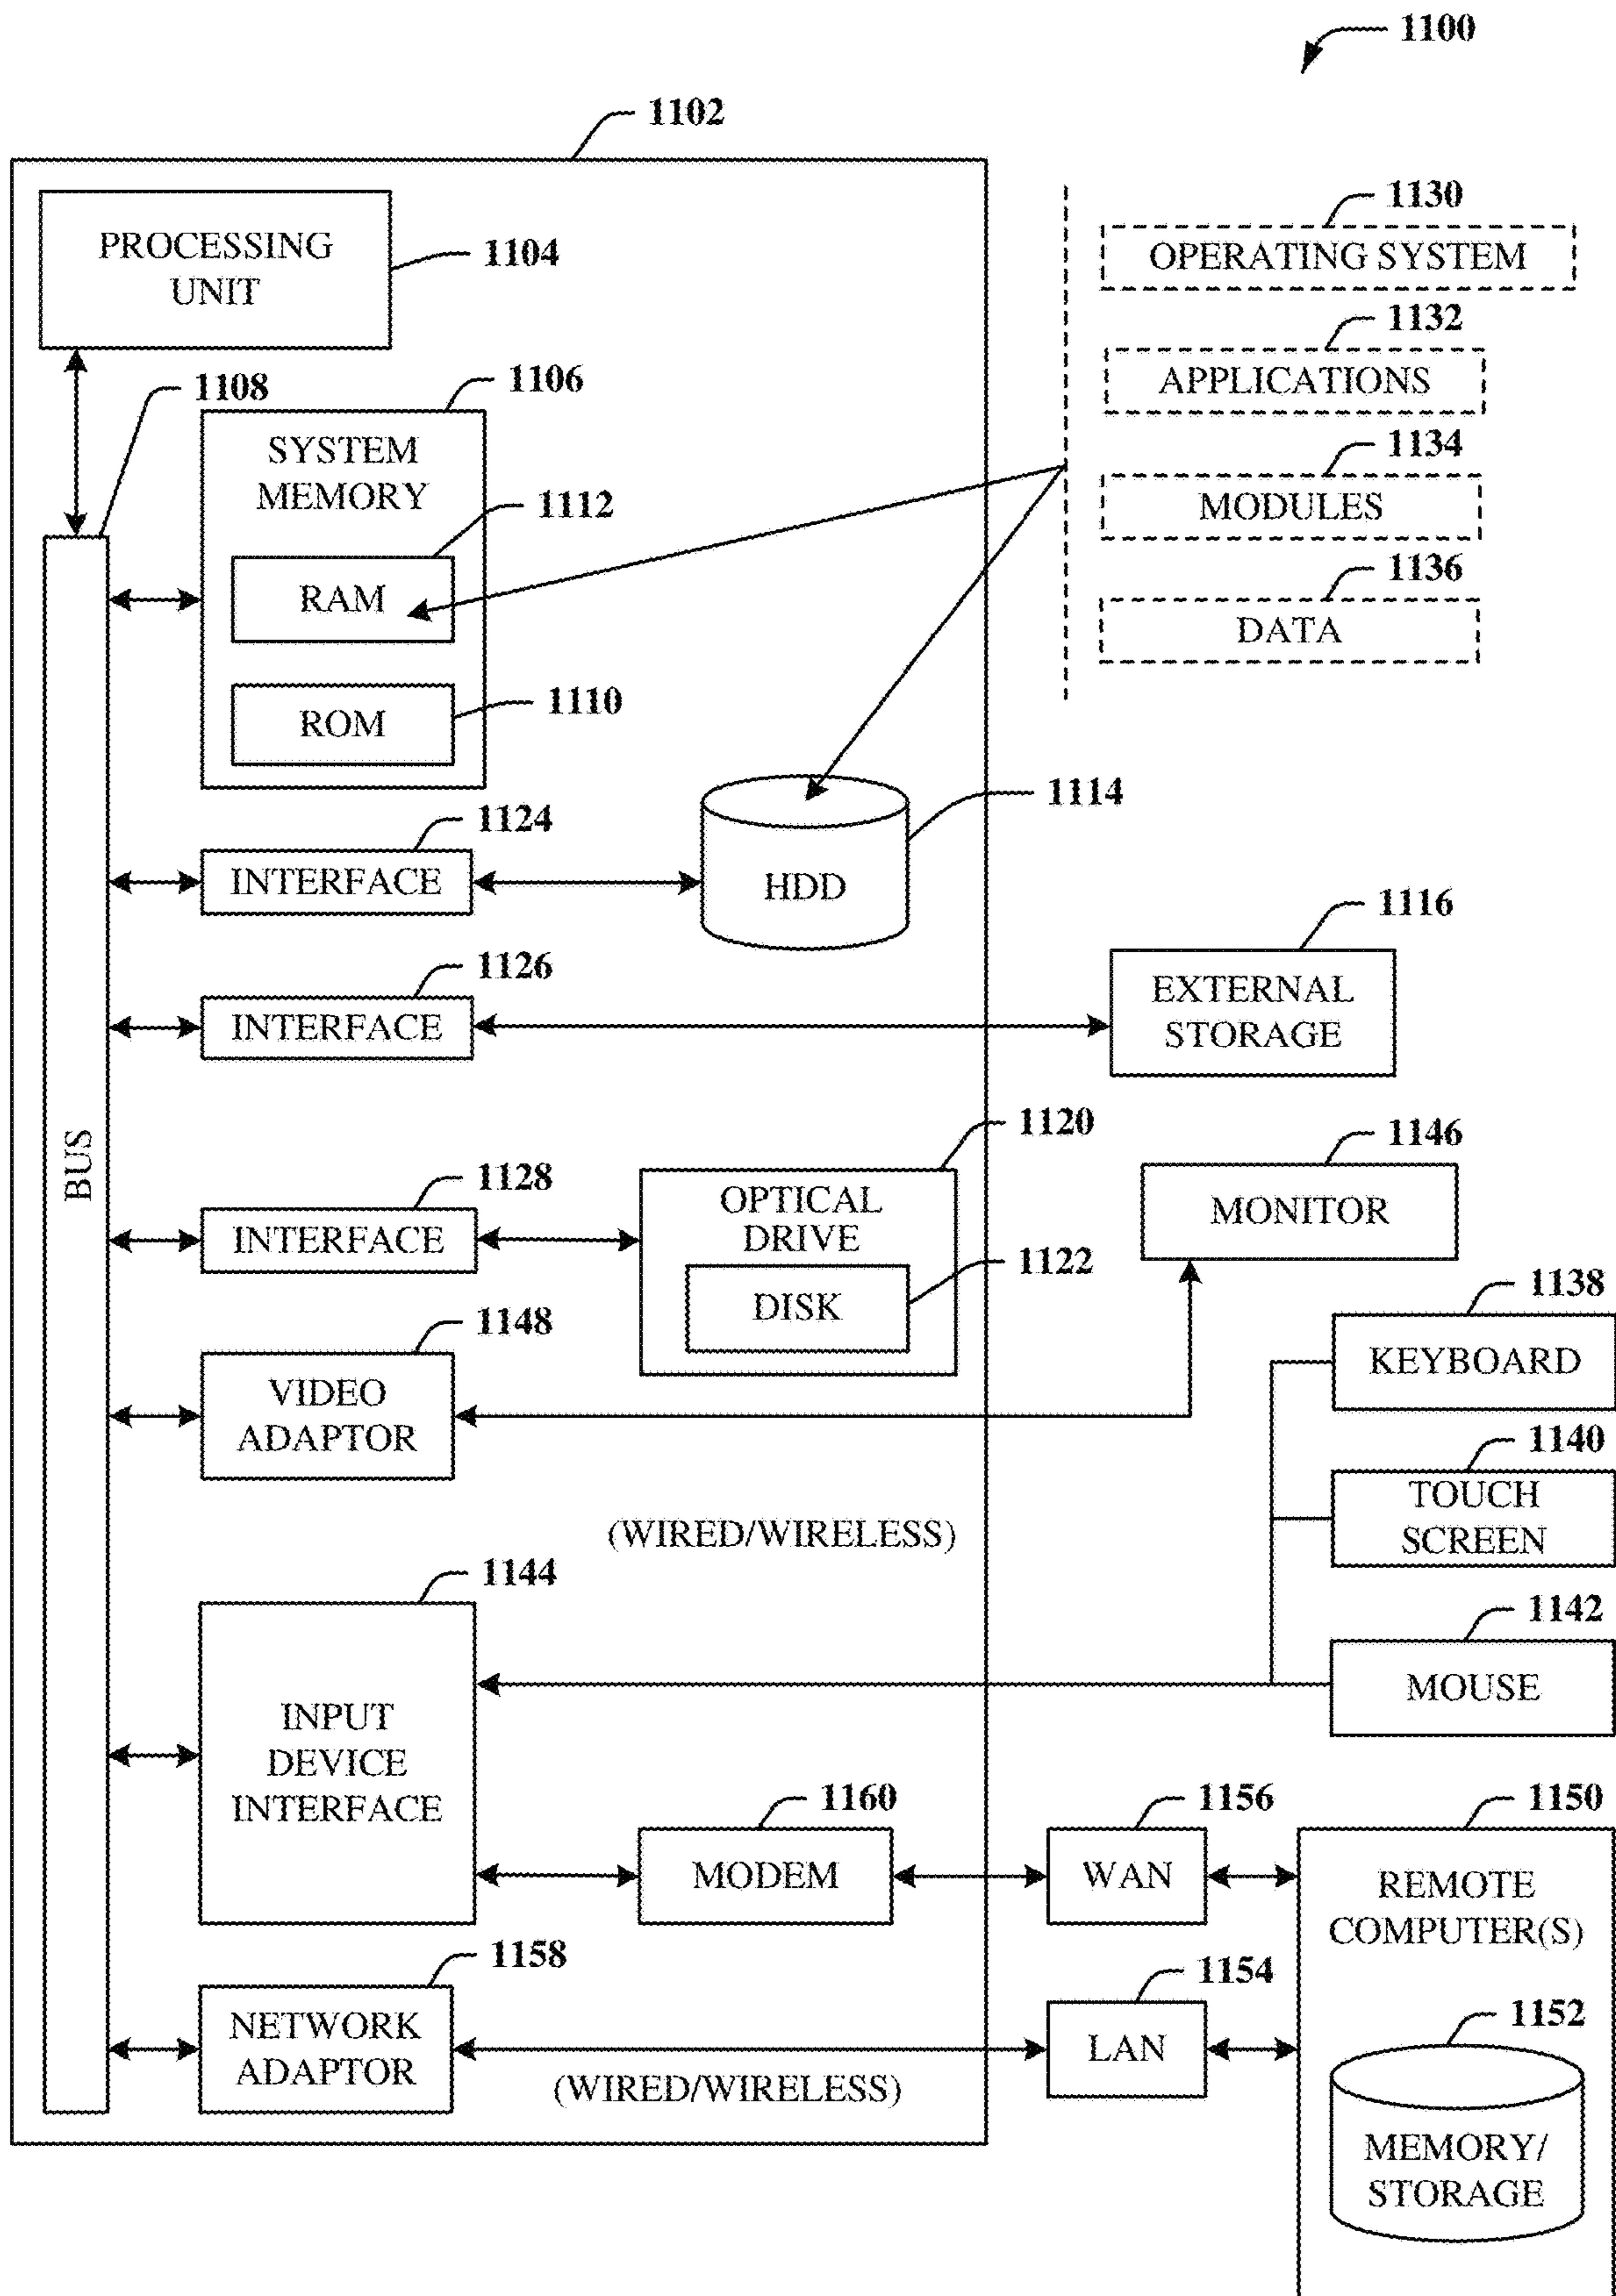 1100
1102
PROCESSING
UNIT
1104
1130
OPERATING SYSTEM
1132
APPLICATIONS
1134
MODULES
1136
DATA
1108
1106
SYSTEM
MEMORY
1112
RAM
1110
ROM
1114
HDD
1124
INTERFACE
1126
INTERFACE
1116
EXTERNAL
STORAGE
BUS
1128
INTERFACE
1120
OPTICAL
DRIVE
1122
DISK
1146
MONITOR
1148
VIDEO
ADAPTOR
1138
KEYBOARD
1140
TOUCH
SCREEN
(WIRED/WIRELESS)
1142
MOUSE
1144
INPUT
DEVICE
INTERFACE
1160
MODEM
1156
WAN
1150
REMOTE
COMPUTER(S)
1158
NETWORK
ADAPTOR
(WIRED/WIRELESS)
1154
LAN
1152
MEMORY/
STORAGE